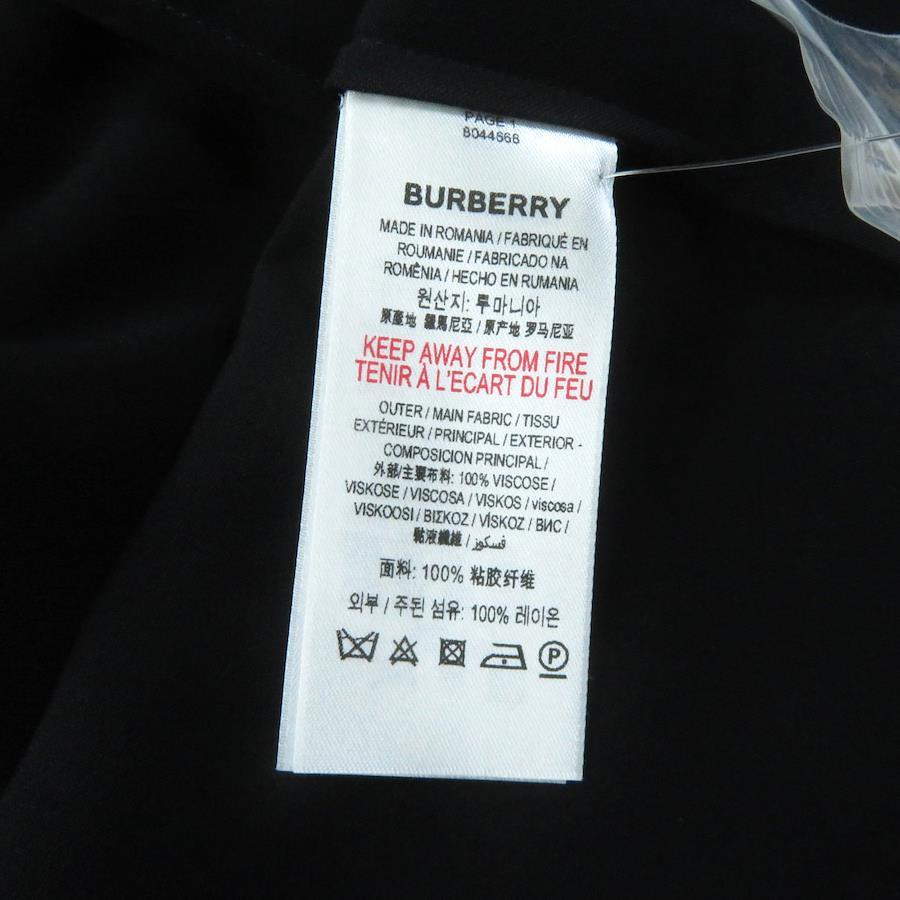 PAGE 1
8044666
BURBERRY
MADE IN ROMANIA / FABRIQUÉ EN
ROUMANIE / FABRICADO NA
ROMÊNIA / HECHO EN RUMANIA
원산지: 루마니아
原產地 羅馬尼亞 / 原产地 罗马尼亚
KEEP AWAY FROM FIRE
TENIR À L'ECART DU FEU
OUTER / MAIN FABRIC / TISSU
EXTÉRIEUR / PRINCIPAL / EXTERIOR -
COMPOSICION PRINCIPAL /
外部/主要布料: 100% VISCOSE /
VISKOSE / VISCOSA / VISKOS / viscosa /
VISKOOSI / ΒΙΣΚΟΖ / VÍSKOZ / ВИС /
黏液纖維 / فسكوز
面料: 100% 粘胶纤维
외부 / 주된 섬유: 100% 레이온
P